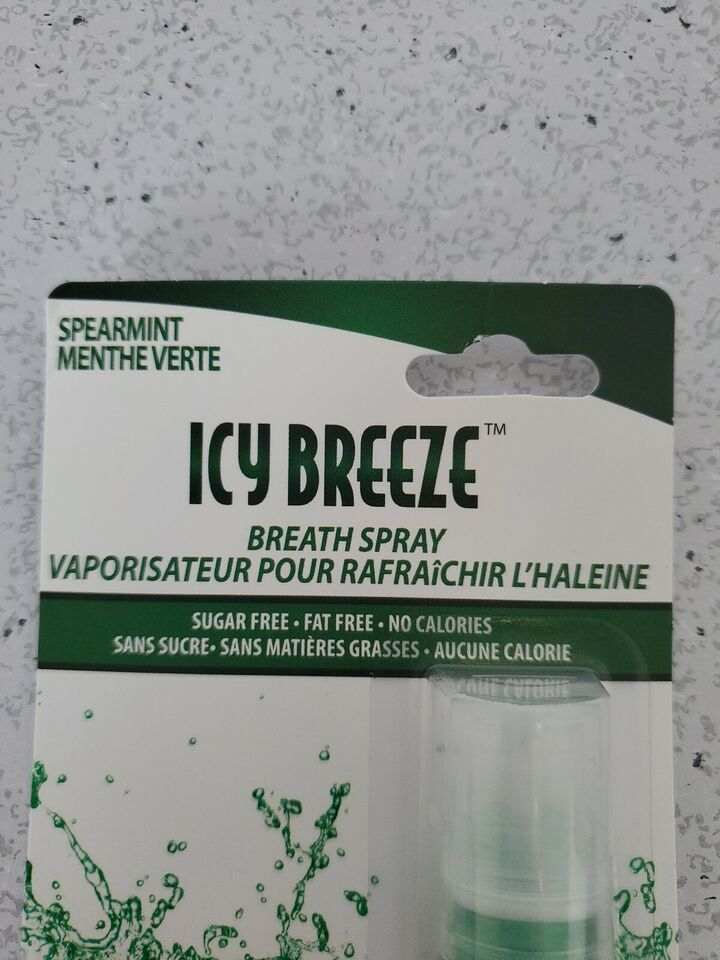 SPEARMINT
MENTHE VERTE
ICY BREEZE™
BREATH SPRAY
VAPORISATEUR POUR RAFRAîCHIR L'HALEINE
SUGAR FREE • FAT FREE • NO CALORIES
SANS SUCRE• SANS MATIÈRES GRASSES • AUCUNE CALORIE